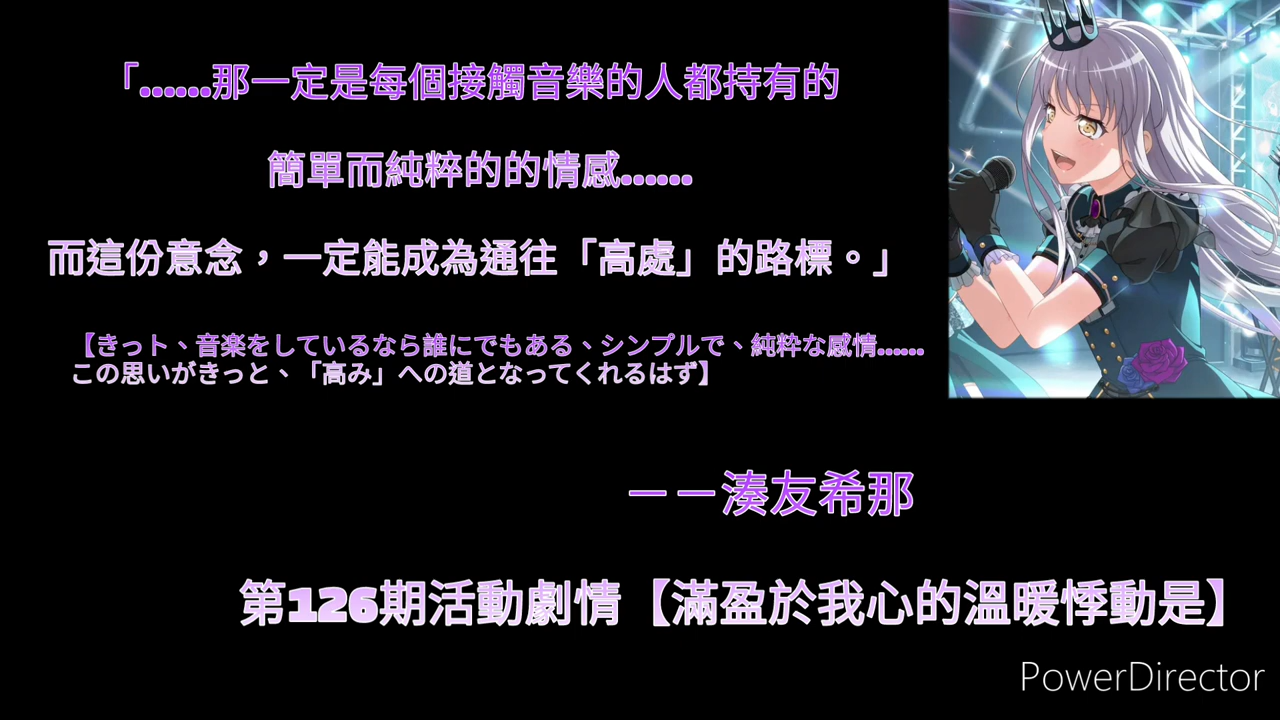 「......那一定是每個接觸音樂的人都持有的
簡單而純粹的的情感......
而這份意念，一定能成為通往「高處」的路標。」
【きっト、音楽をしているなら誰にでもある、シンプルで、純粋な感情......
この思いがきっと、「高み」への道となってくれるはず】
－－湊友希那
第126期活動劇情【滿盈於我心的溫暖悸動是】
PowerDirector